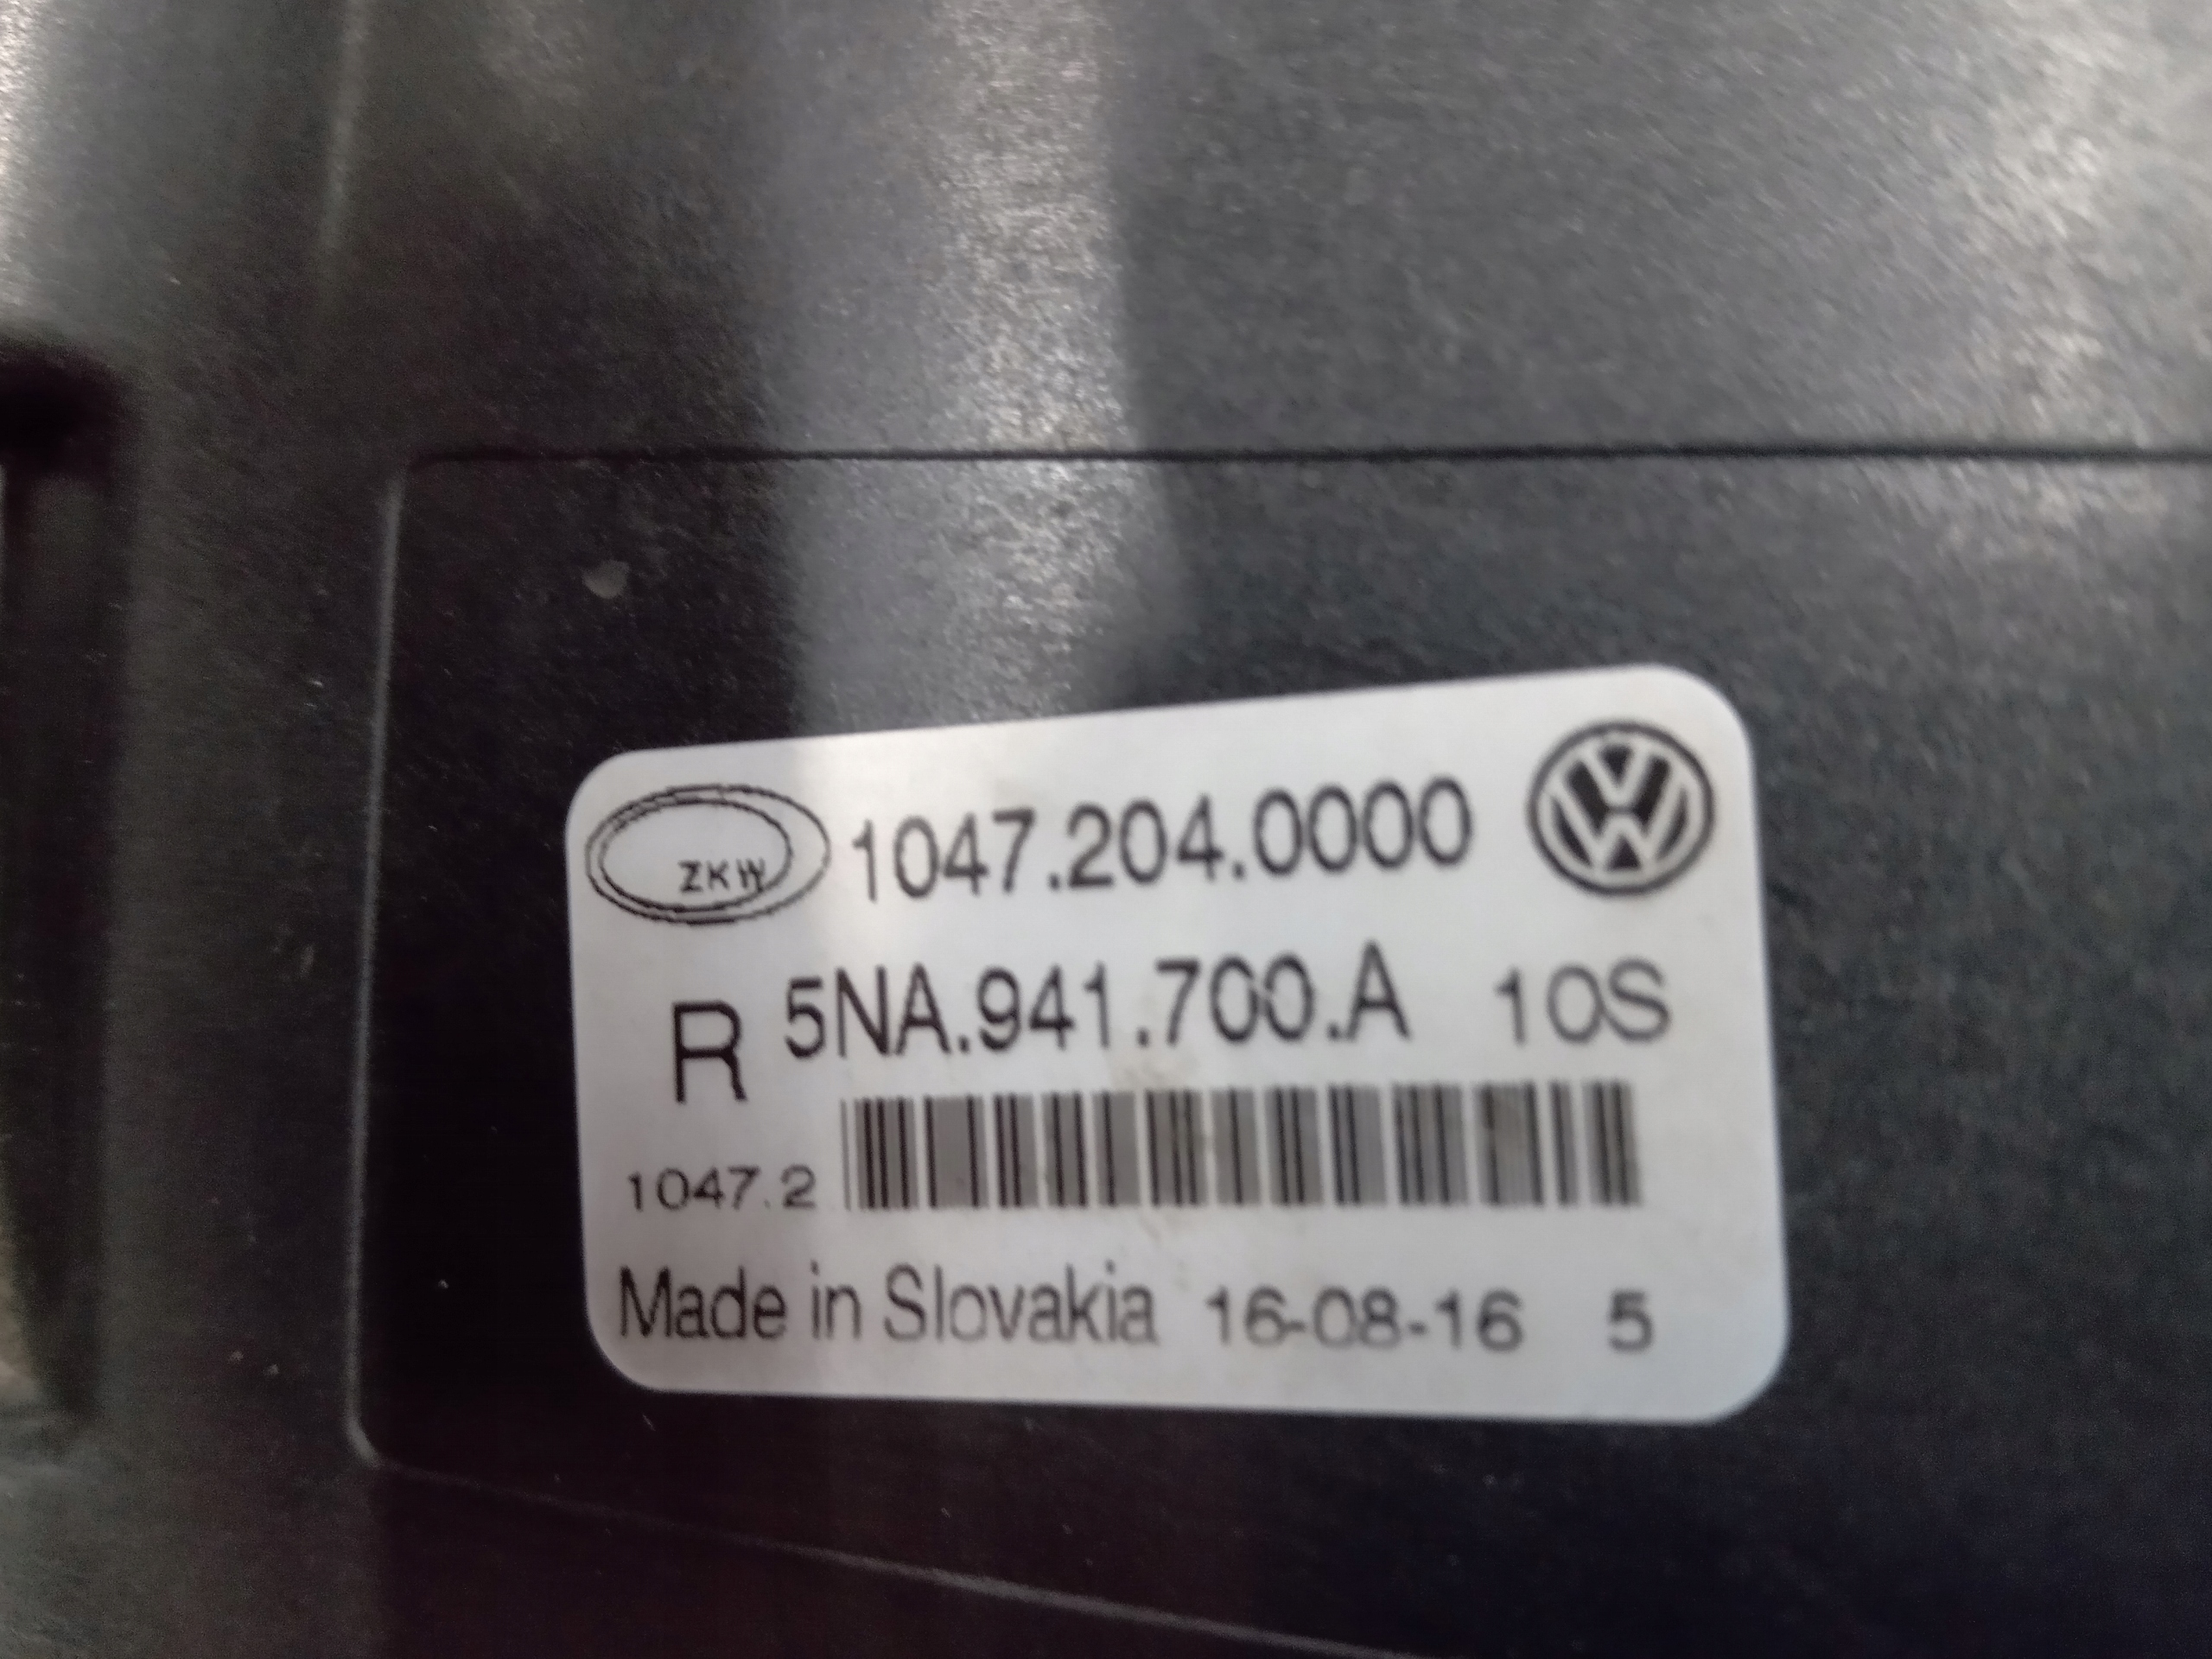 ZKW 1047.204.0000
R 5NA.941.700.A 10S
1047.2
Made in Slovakia 16-08-16 5